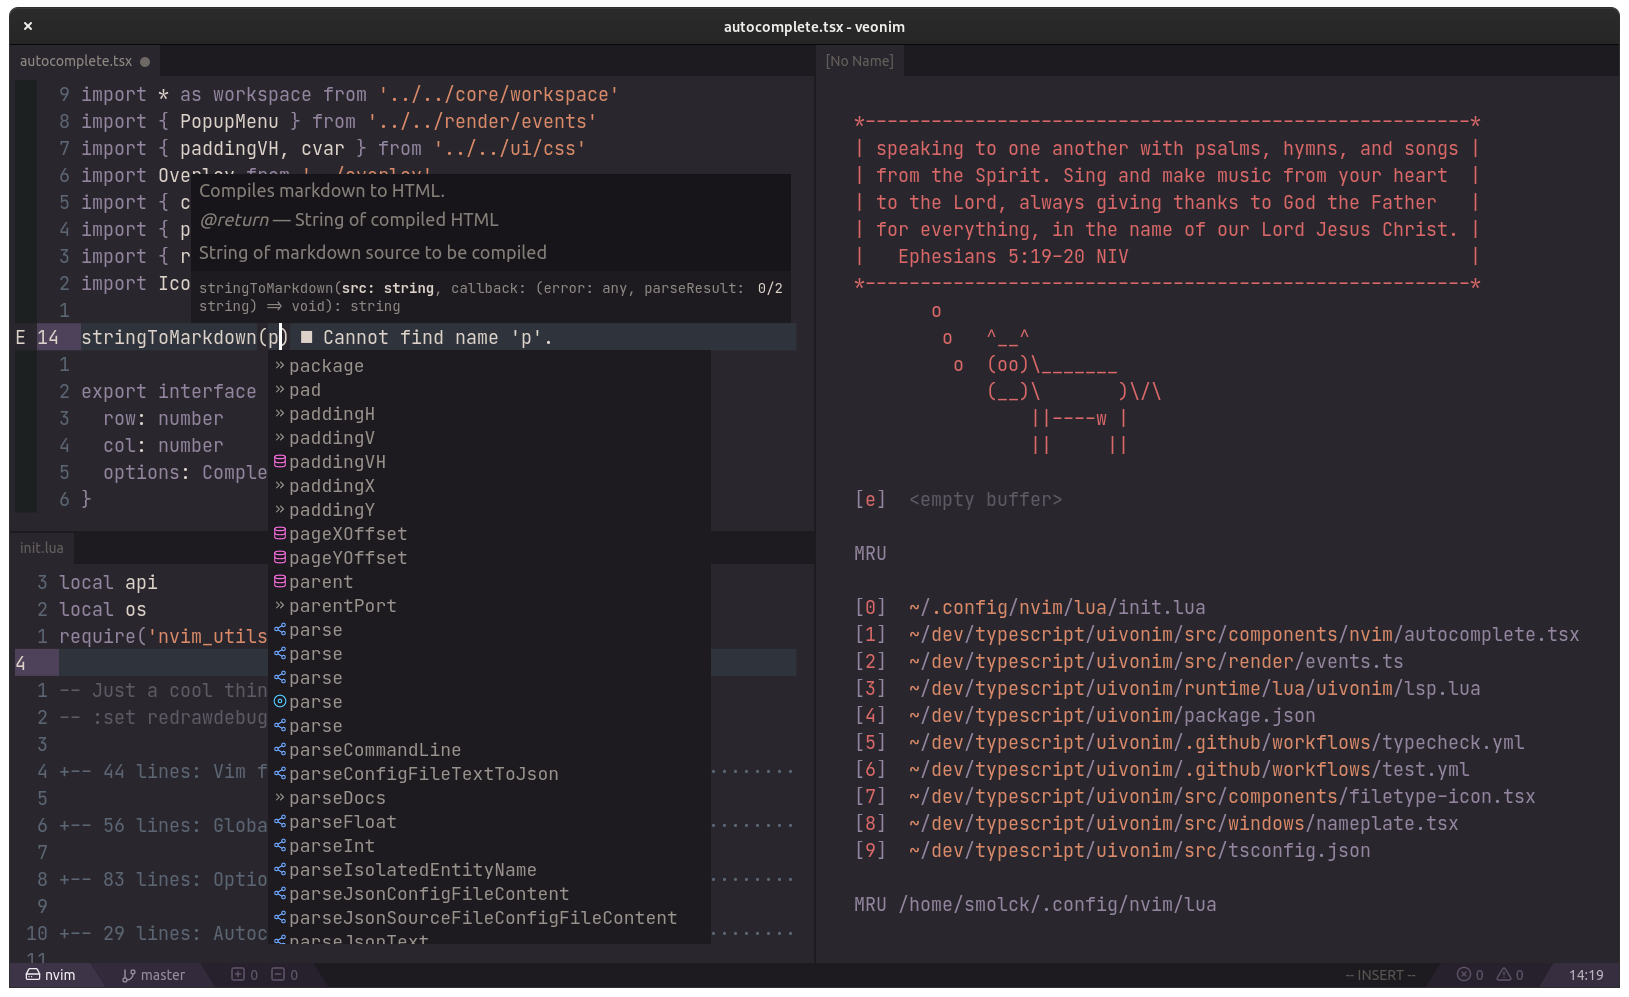 autocomplete.tsx - veonim
autocomplete.tsx
9 import * as workspace from '../../core/workspace'
8 import { PopupMenu } from '../../render/events'
7 import { paddingVH, cvar } from '../../ui/css'
6 import Overlay from '../overlay'
5 import { c
4 import { p
3 import { r
2 import Ico
1
Compiles markdown to HTML.
@return — String of compiled HTML
String of markdown source to be compiled
stringToMarkdown(src: string, callback: (error: any, parseResult: 0/2
string) => void): string
E 14 stringToMarkdown(p) ■ Cannot find name 'p'.
1
2 export interface
3 row: number
4 col: number
5 options: Comple
6 }
» package
» pad
» paddingH
» paddingV
paddingVH
» paddingX
» paddingY
pageXOffset
pageYOffset
parent
» parentPort
parse
parse
parse
parse
parse
parseCommandLine
parseConfigFileTextToJson
» parseDocs
parseFloat
parseInt
parseIsolatedEntityName
parseJsonConfigFileContent
parseJsonSourceFileConfigFileContent
parseJsonText
init.lua
3 local api
2 local os
1 require('nvim_utils
4
1 -- Just a cool thin
2 -- :set redrawdebug
3
4 +-- 44 lines: Vim f ········
5
6 +-- 56 lines: Globa ········
7
8 +-- 83 lines: Optio ········
9
10 +-- 29 lines: Autoc ········
11
[No Name]
*-------------------------------------------------------*
| speaking to one another with psalms, hymns, and songs |
| from the Spirit. Sing and make music from your heart  |
| to the Lord, always giving thanks to God the Father   |
| for everything, in the name of our Lord Jesus Christ. |
|   Ephesians 5:19-20 NIV                               |
*-------------------------------------------------------*
       o
        o   ^__^
         o  (oo)\_______
            (__)\       )\/\
                ||----w |
                ||     ||
[e]  <empty buffer>
MRU
[0]  ~/.config/nvim/lua/init.lua
[1]  ~/dev/typescript/uivonim/src/components/nvim/autocomplete.tsx
[2]  ~/dev/typescript/uivonim/src/render/events.ts
[3]  ~/dev/typescript/uivonim/runtime/lua/uivonim/lsp.lua
[4]  ~/dev/typescript/uivonim/package.json
[5]  ~/dev/typescript/uivonim/.github/workflows/typecheck.yml
[6]  ~/dev/typescript/uivonim/.github/workflows/test.yml
[7]  ~/dev/typescript/uivonim/src/components/filetype-icon.tsx
[8]  ~/dev/typescript/uivonim/src/windows/nameplate.tsx
[9]  ~/dev/typescript/uivonim/src/tsconfig.json
MRU /home/smolck/.config/nvim/lua
nvim master 0 0 -- INSERT -- 0 0 14:19